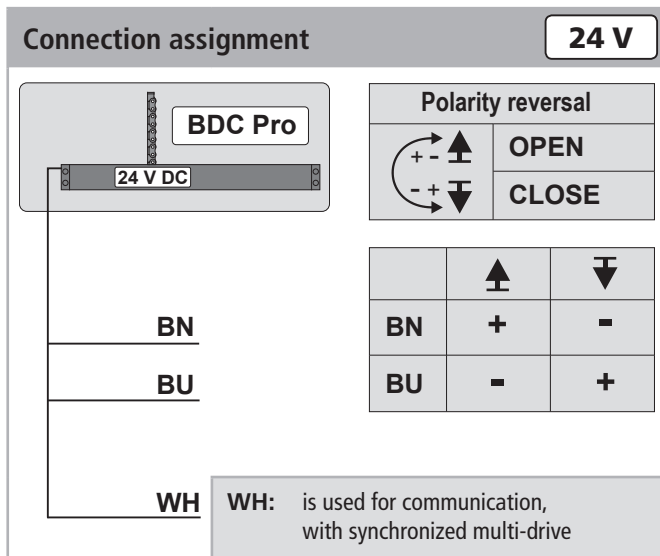 Connection assignment
24 V
BDC Pro
24 V DC
Polarity reversal
+ - OPEN
- + CLOSE
BN + -
BU - +
BN
BU
WH
WH: is used for communication,
with synchronized multi-drive